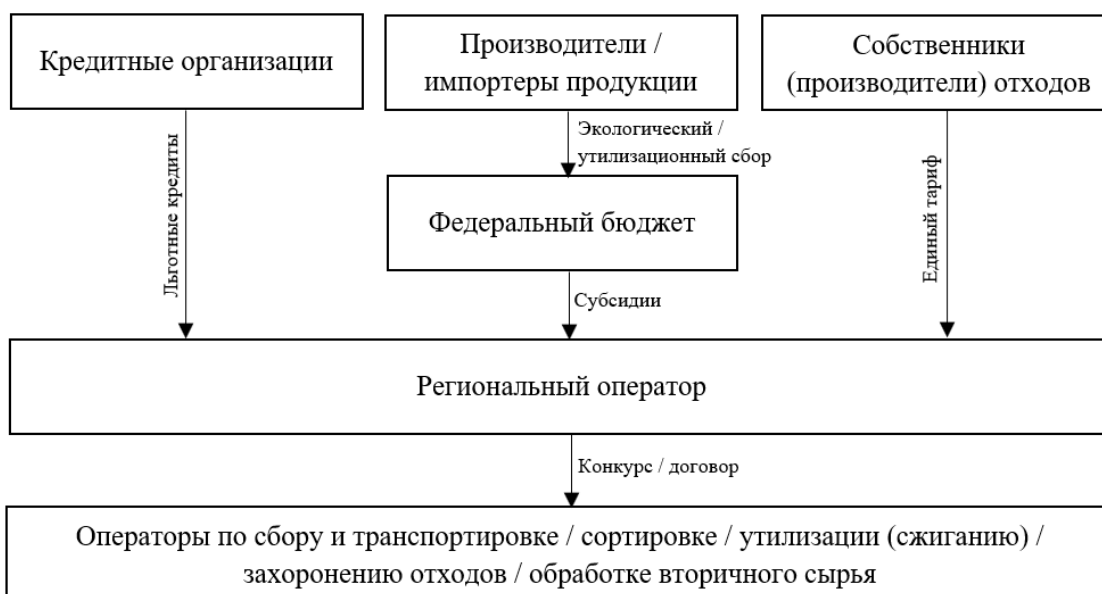 Кредитные организации
Производители /
импортеры продукции
Собственники
(производители) отходов
Льготные кредиты
Экологический /
утилизационный сбор
Единый тариф
Федеральный бюджет
Субсидии
Региональный оператор
Конкурс / договор
Операторы по сбору и транспортировке / сортировке / утилизации (сжиганию) /
захоронению отходов / обработке вторичного сырья